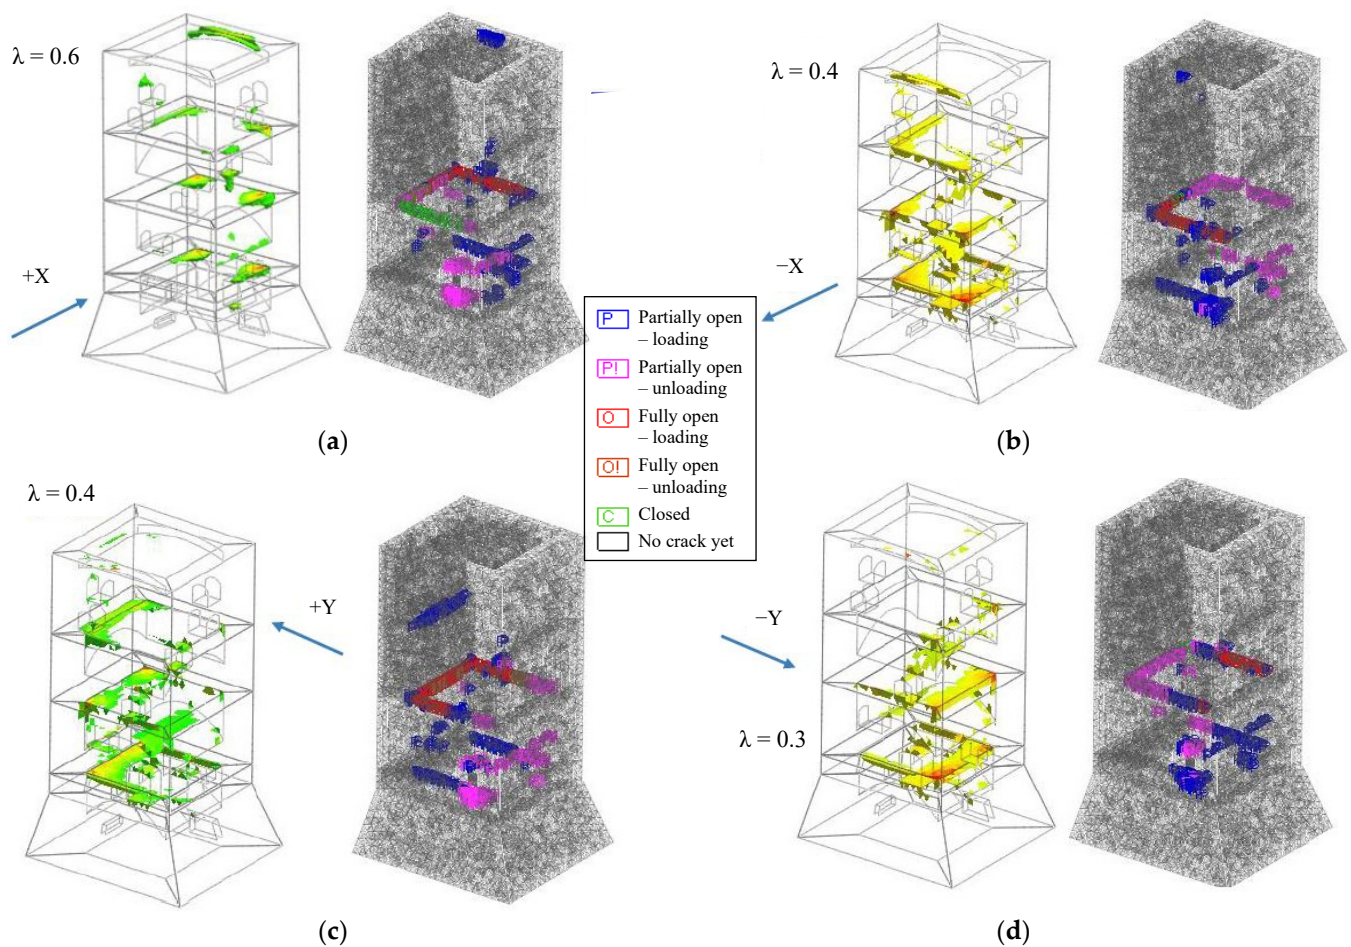 λ = 0.6
+X
(a)
λ = 0.4
−X
(b)
P Partially open
– loading
P! Partially open
– unloading
O Fully open
– loading
O! Fully open
– unloading
C Closed
No crack yet
λ = 0.4
+Y
(c)
−Y
λ = 0.3
(d)